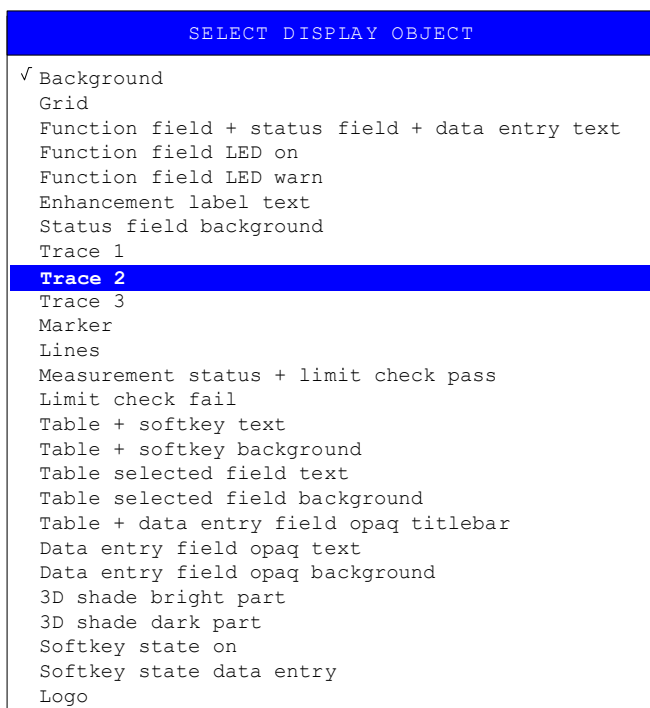 SELECT DISPLAY OBJECT
√ Background
Grid
Function field + status field + data entry text
Function field LED on
Function field LED warn
Enhancement label text
Status field background
Trace 1
Trace 2
Trace 3
Marker
Lines
Measurement status + limit check pass
Limit check fail
Table + softkey text
Table + softkey background
Table selected field text
Table selected field background
Table + data entry field opaq titlebar
Data entry field opaq text
Data entry field opaq background
3D shade bright part
3D shade dark part
Softkey state on
Softkey state data entry
Logo